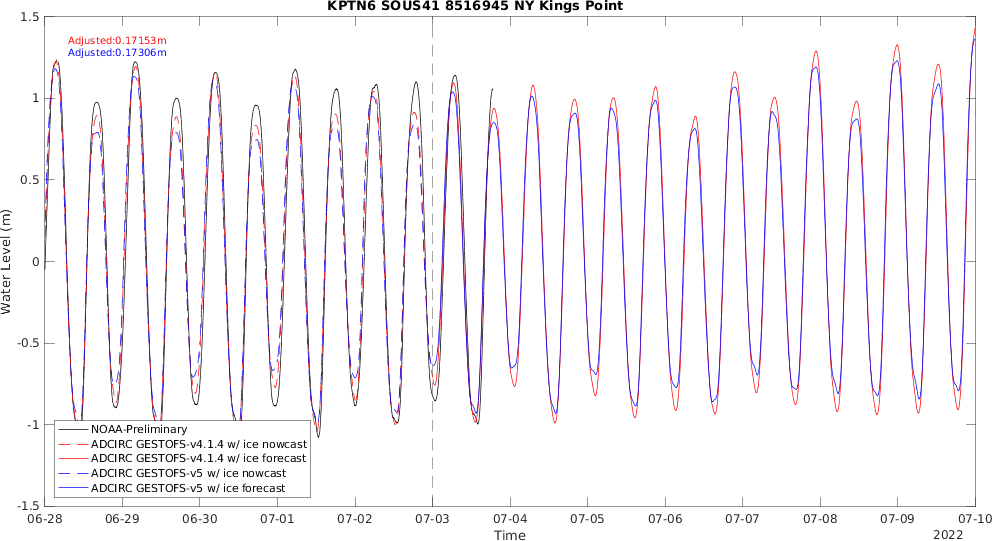 KPTN6 SOUS41 8516945 NY Kings Point
Adjusted:0.17153m
Adjusted:0.17306m
1.5
1
0.5
0
-0.5
-1
-1.5
Water Level (m)
NOAA-Preliminary
ADCIRC GESTOFS-v4.1.4 w/ ice nowcast
ADCIRC GESTOFS-v4.1.4 w/ ice forecast
ADCIRC GESTOFS-v5 w/ ice nowcast
ADCIRC GESTOFS-v5 w/ ice forecast
06-28 06-29 06-30 07-01 07-02 07-03 07-04 07-05 07-06 07-07 07-08 07-09 07-10
Time
2022